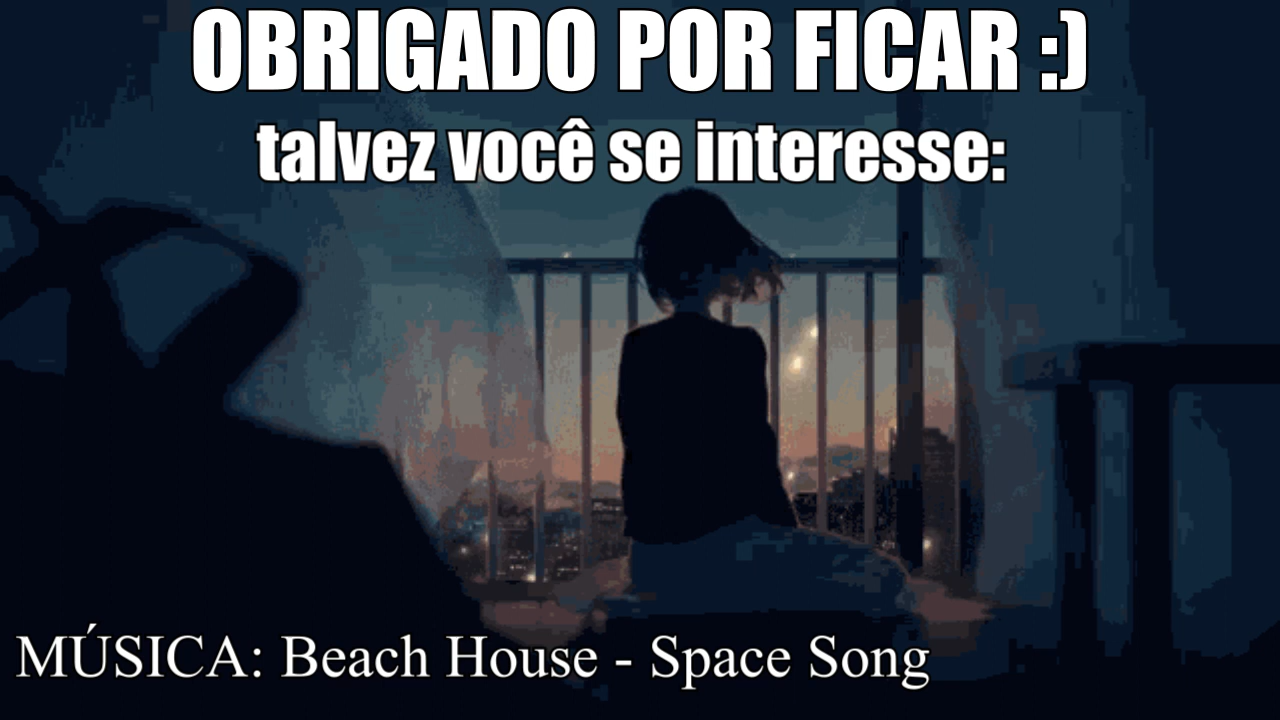 OBRIGADO POR FICAR :)
talvez você se interesse:
MÚSICA: Beach House - Space Song